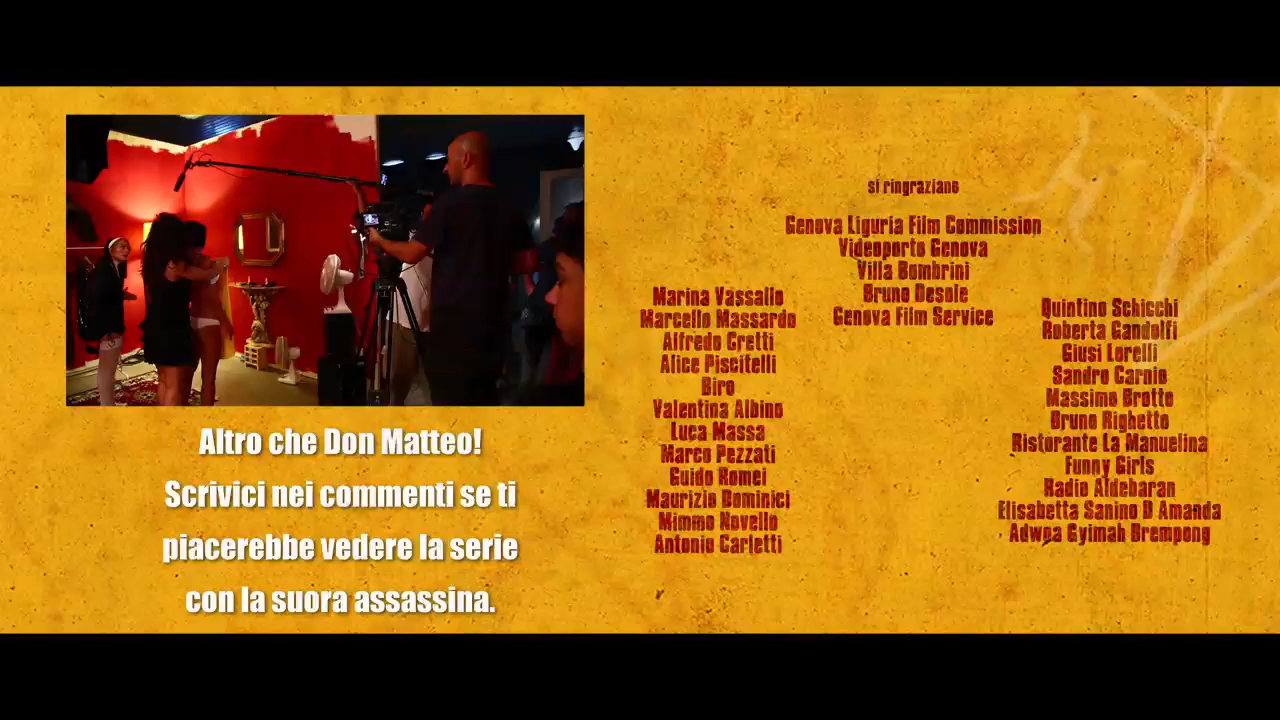 Altro che Don Matteo!
Scrivici nei commenti se ti
piacerebbe vedere la serie
con la suora assassina.
si ringraziano
Genova Liguria Film Commission
Videoporto Genova
Villa Bombrini
Bruno Desole
Genova Film Service
Marina Vassallo
Marcello Massardo
Alfredo Cretti
Alice Piscitelli
Biro
Valentina Albino
Luca Massa
Marco Pezzati
Guido Romei
Maurizio Dominici
Mimmo Novello
Antonio Carletti
Quintino Schicchi
Roberta Gandolfi
Giusi Lorelli
Sandro Carnio
Massimo Brotto
Bruno Righetto
Ristorante La Manuelina
Funny Girls
Radio Aldebaran
Elisabetta Sanino D Amanda
Adwoa Gyimah Brempong